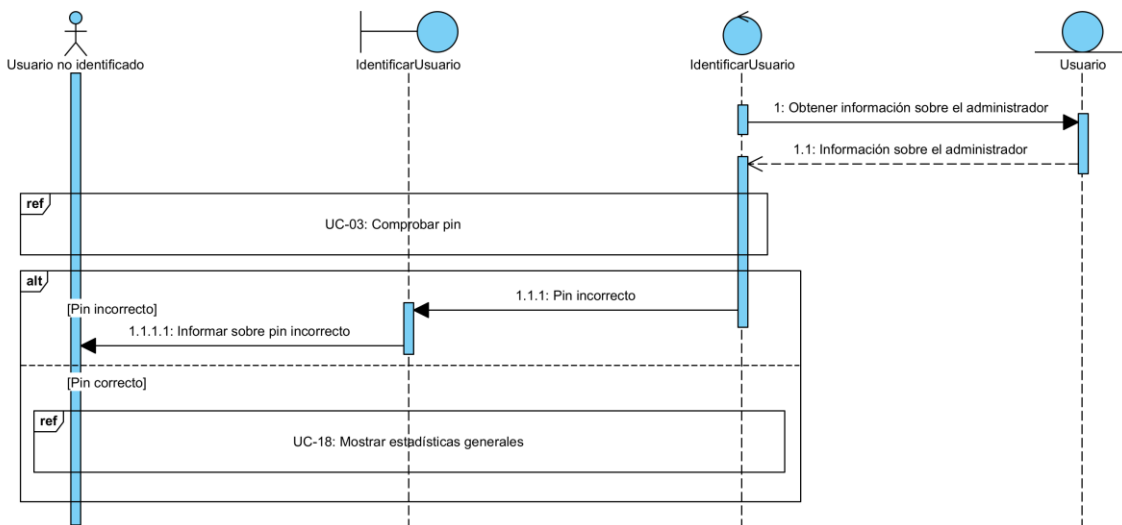 Usuario no identificado
IdentificarUsuario
IdentificarUsuario
Usuario
1: Obtener información sobre el administrador
1.1: Información sobre el administrador
ref
UC-03: Comprobar pin
alt
[Pin incorrecto]
1.1.1: Pin incorrecto
1.1.1.1: Informar sobre pin incorrecto
[Pin correcto]
ref
UC-18: Mostrar estadísticas generales